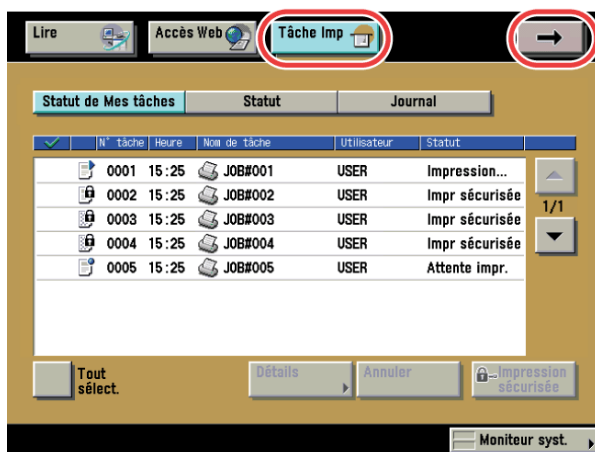 Lire Accès Web Tâche Imp
Statut de Mes tâches Statut Journal
N° tâche Heure Nom de tâche Utilisateur Statut
0001 15:25 JOB#001 USER Impression...
0002 15:25 JOB#002 USER Impr sécurisée
0003 15:25 JOB#003 USER Impr sécurisée
0004 15:25 JOB#004 USER Impr sécurisée
0005 15:25 JOB#005 USER Attente impr.
1/1
Tout
sélect.
Détails Annuler Impression
sécurisée
Moniteur syst.